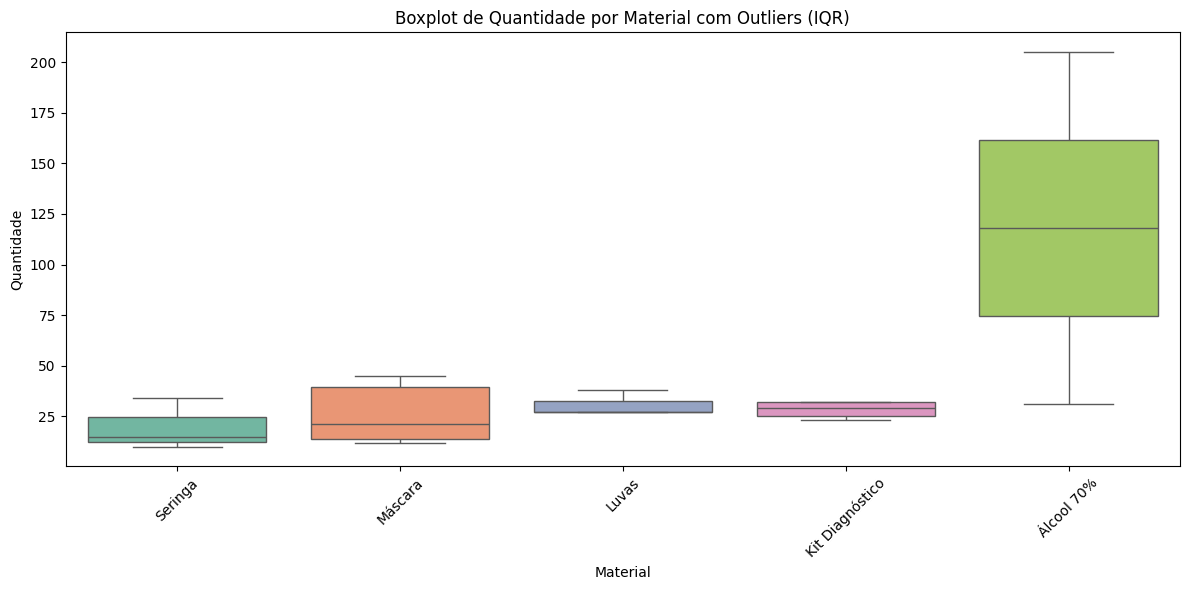 Boxplot de Quantidade por Material com Outliers (IQR)
Quantidade
200
175
150
125
100
75
50
25
Seringa
Máscara
Luvas
Kit Diagnóstico
Álcool 70%
Material